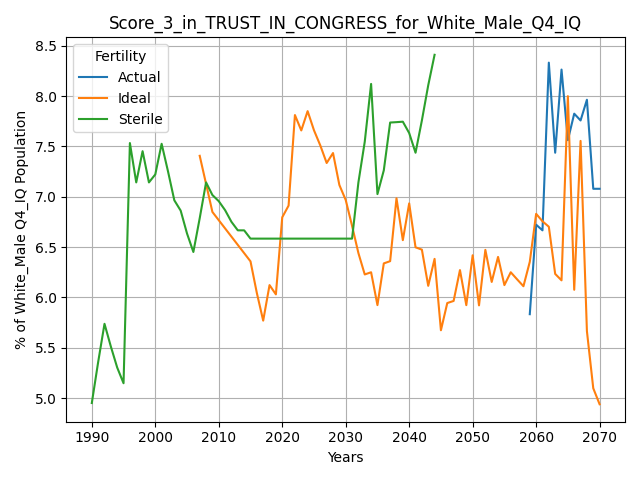 Score_3_in_TRUST_IN_CONGRESS_for_White_Male_Q4_IQ
Fertility
Actual
Ideal
Sterile
% of White_Male Q4_IQ Population
8.5
8.0
7.5
7.0
6.5
6.0
5.5
5.0
1990 2000 2010 2020 2030 2040 2050 2060 2070
Years